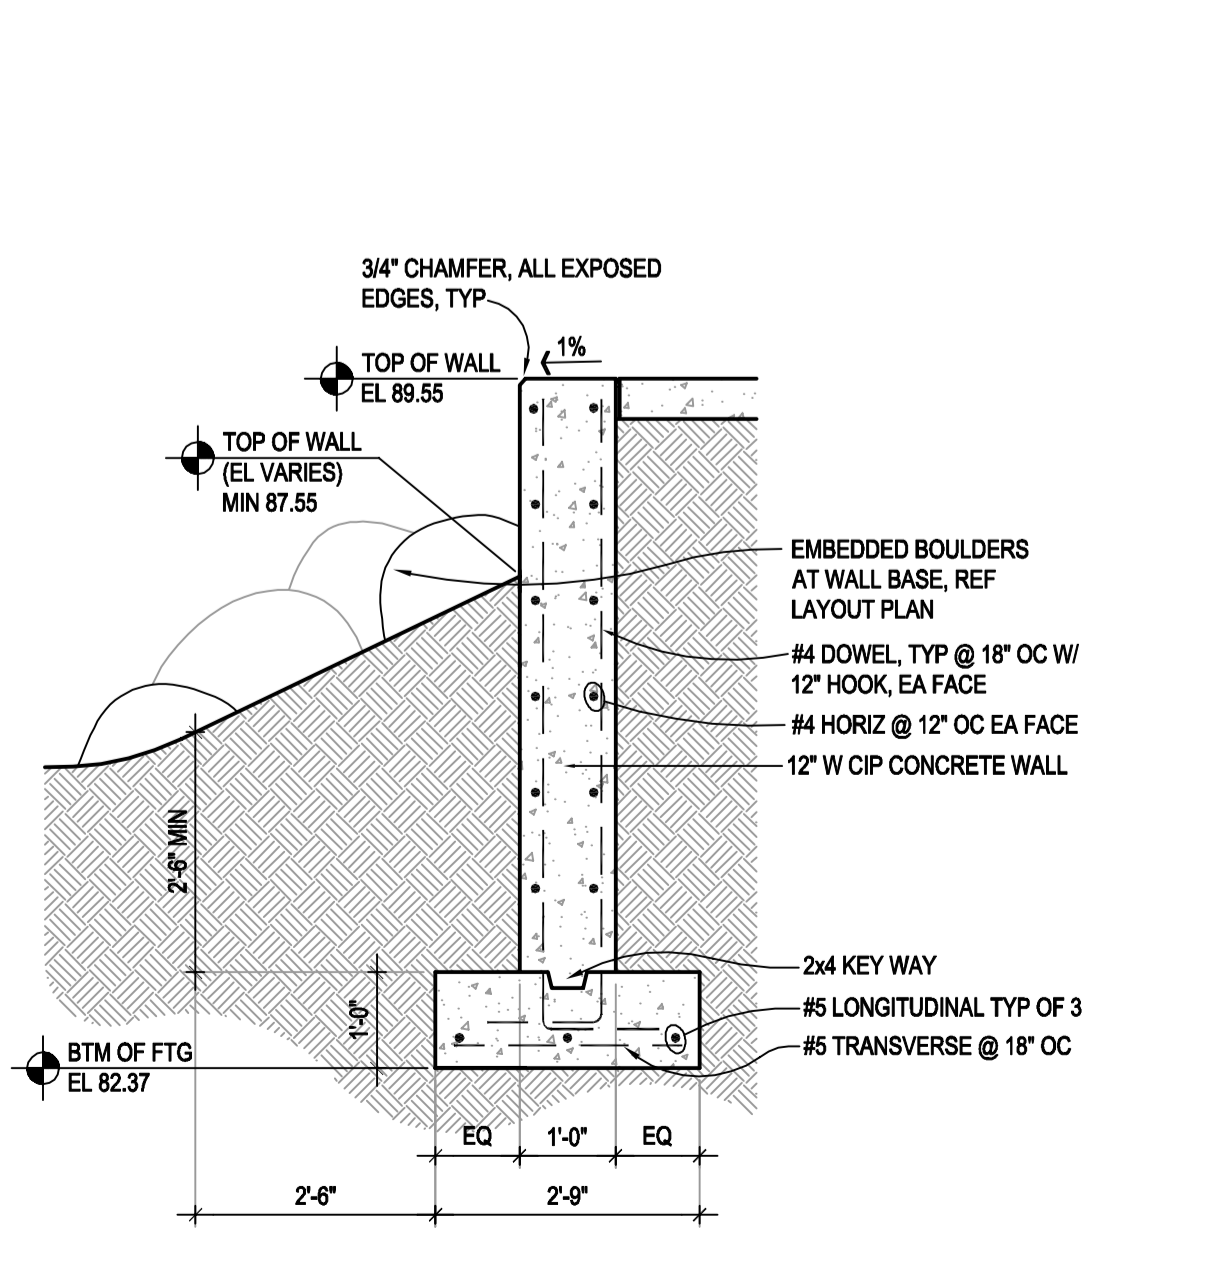 3/4" CHAMFER, ALL EXPOSED
EDGES, TYP
1%
TOP OF WALL
EL 89.55
TOP OF WALL
(EL VARIES)
MIN 87.55
EMBEDDED BOULDERS
AT WALL BASE, REF
LAYOUT PLAN
#4 DOWEL, TYP @ 18" OC W/
12" HOOK, EA FACE
#4 HORIZ @ 12" OC EA FACE
12" W CIP CONCRETE WALL
2'-6" MIN
2x4 KEY WAY
#5 LONGITUDINAL TYP OF 3
1'-0"
#5 TRANSVERSE @ 18" OC
BTM OF FTG
EL 82.37
EQ
1'-0"
EQ
2'-6"
2'-9"